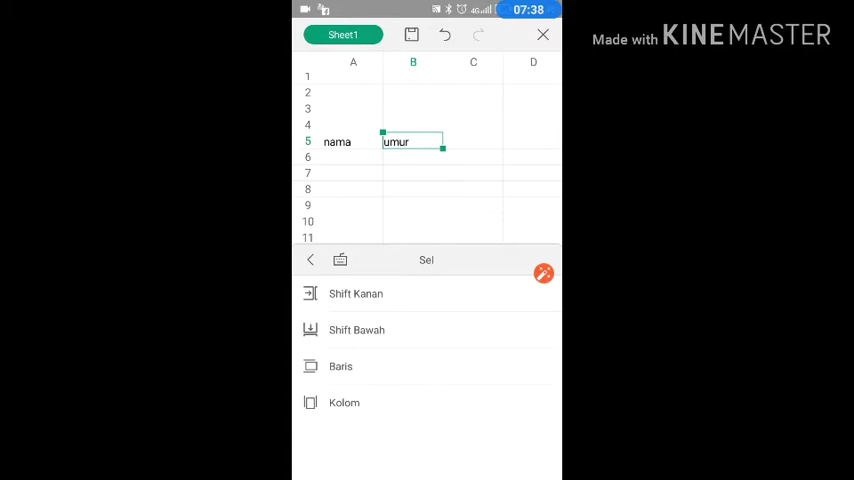 4G 07:38
Made with KINEMASTER
Sheet1
A B C D
1
2
3
4
5 nama umur
6
7
8
9
10
11
Sel
Shift Kanan
Shift Bawah
Baris
Kolom